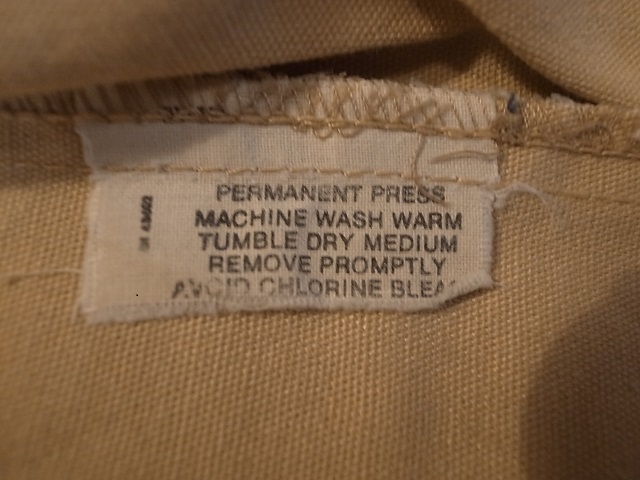 PERMANENT PRESS
MACHINE WASH WARM
TUMBLE DRY MEDIUM
REMOVE PROMPTLY
AVOID CHLORINE